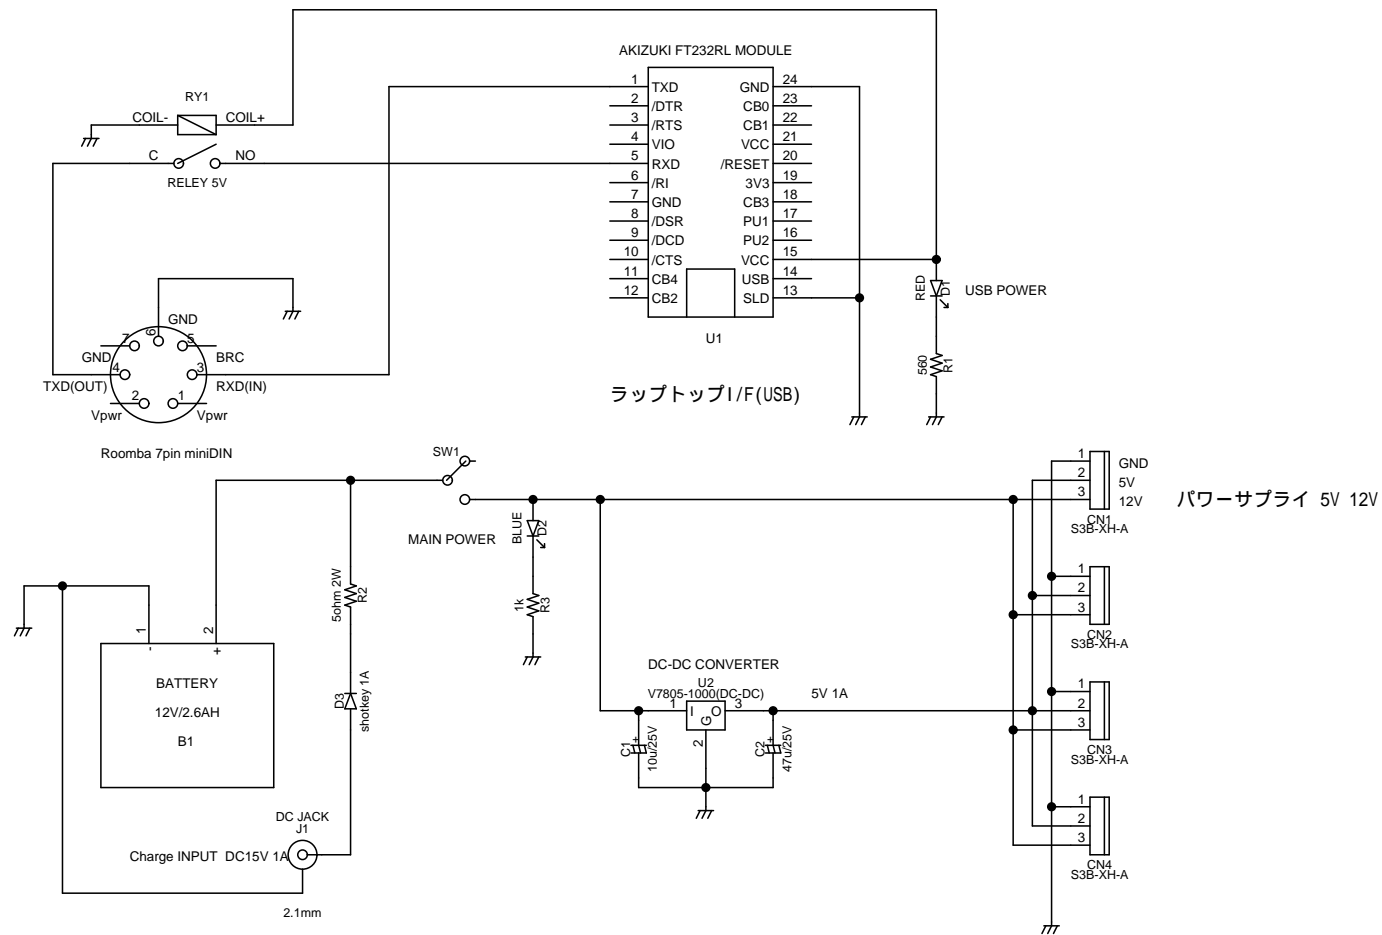 AKIZUKI FT232RL MODULE
RY1
COIL-
COIL+
C
NO
RELEY 5V
1 TXD
2 /DTR
3 /RTS
4 VIO
5 RXD
6 /RI
7 GND
8 /DSR
9 /DCD
10 /CTS
11 CB4
12 CB2
GND 24
CB0 23
CB1 22
VCC 21
/RESET 20
3V3 19
CB3 18
PU1 17
PU2 16
VCC 15
USB 14
SLD 13
U1
RED
D1
USB POWER
560
R1
ラップトップI/F(USB)
GND
6
7
5
GND
BRC
4
3
TXD(OUT)
RXD(IN)
2
1
Vpwr
Vpwr
Roomba 7pin miniDIN
SW1
MAIN POWER
BLUE
D2
1k
R3
5ohm 2W
R2
D3
shotkey 1A
1
2
-
+
BATTERY
12V/2.6AH
B1
DC JACK
J1
Charge INPUT DC15V 1A
2.1mm
DC-DC CONVERTER
U2
V7805-1000(DC-DC)
1
I
O
G
3
2
5V 1A
C1
+
10u/25V
C2
+
47u/25V
1
2
3
GND
5V
12V
CN1
S3B-XH-A
パワーサプライ 5V 12V
1
2
3
CN2
S3B-XH-A
1
2
3
CN3
S3B-XH-A
1
2
3
CN4
S3B-XH-A